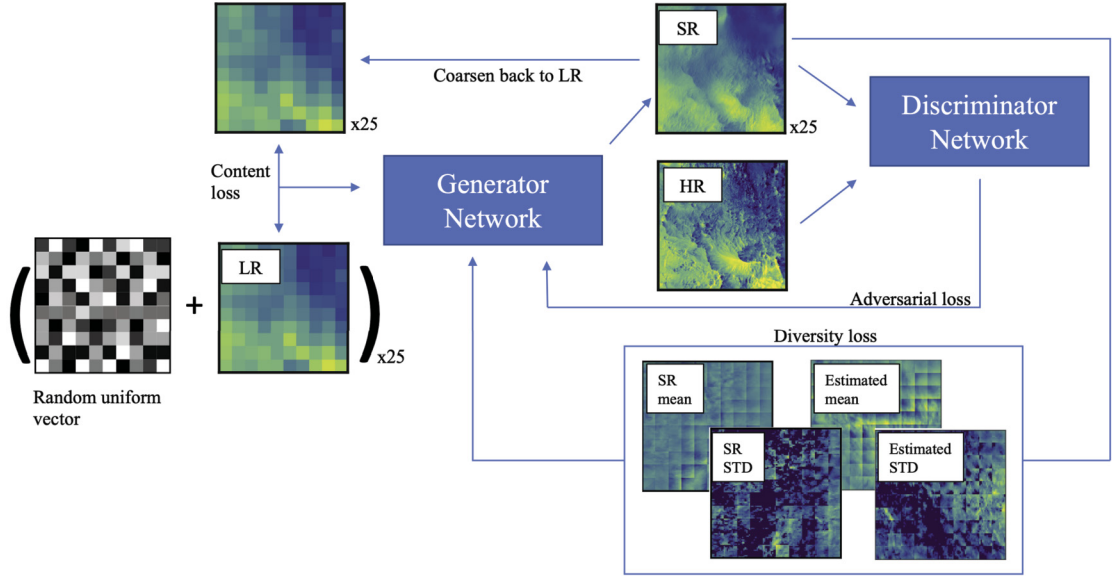 SR
Coarsen back to LR
x25
x25
Discriminator
Network
Content
loss
Generator
Network
HR
LR
(
+
)
x25
Adversarial loss
Random uniform
vector
Diversity loss
SR
mean
Estimated
mean
SR
STD
Estimated
STD